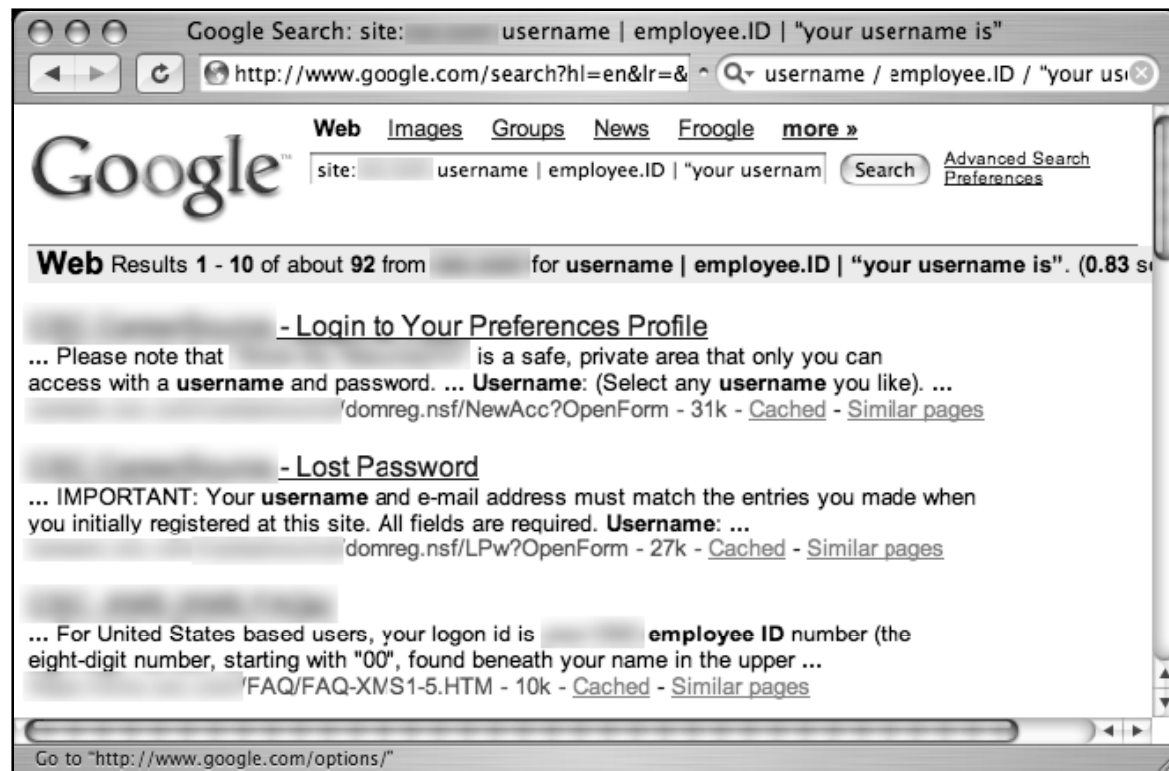 Google Search: site: username | employee.ID | “your username is”
http://www.google.com/search?hl=en&lr=& username / employee.ID / “your us
Web Images Groups News Froogle more »
Google™
site: username | employee.ID | “your usernam Search Advanced Search
Preferences
Web Results 1 - 10 of about 92 from for username | employee.ID | “your username is”. (0.83 s
- Login to Your Preferences Profile
... Please note that is a safe, private area that only you can
access with a username and password. ... Username: (Select any username you like). ...
/domreg.nsf/NewAcc?OpenForm - 31k - Cached - Similar pages
- Lost Password
... IMPORTANT: Your username and e-mail address must match the entries you made when
you initially registered at this site. All fields are required. Username: ...
/domreg.nsf/LPw?OpenForm - 27k - Cached - Similar pages
... For United States based users, your logon id is employee ID number (the
eight-digit number, starting with "00", found beneath your name in the upper ...
/FAQ/FAQ-XMS1-5.HTM - 10k - Cached - Similar pages
Go to “http://www.google.com/options/”